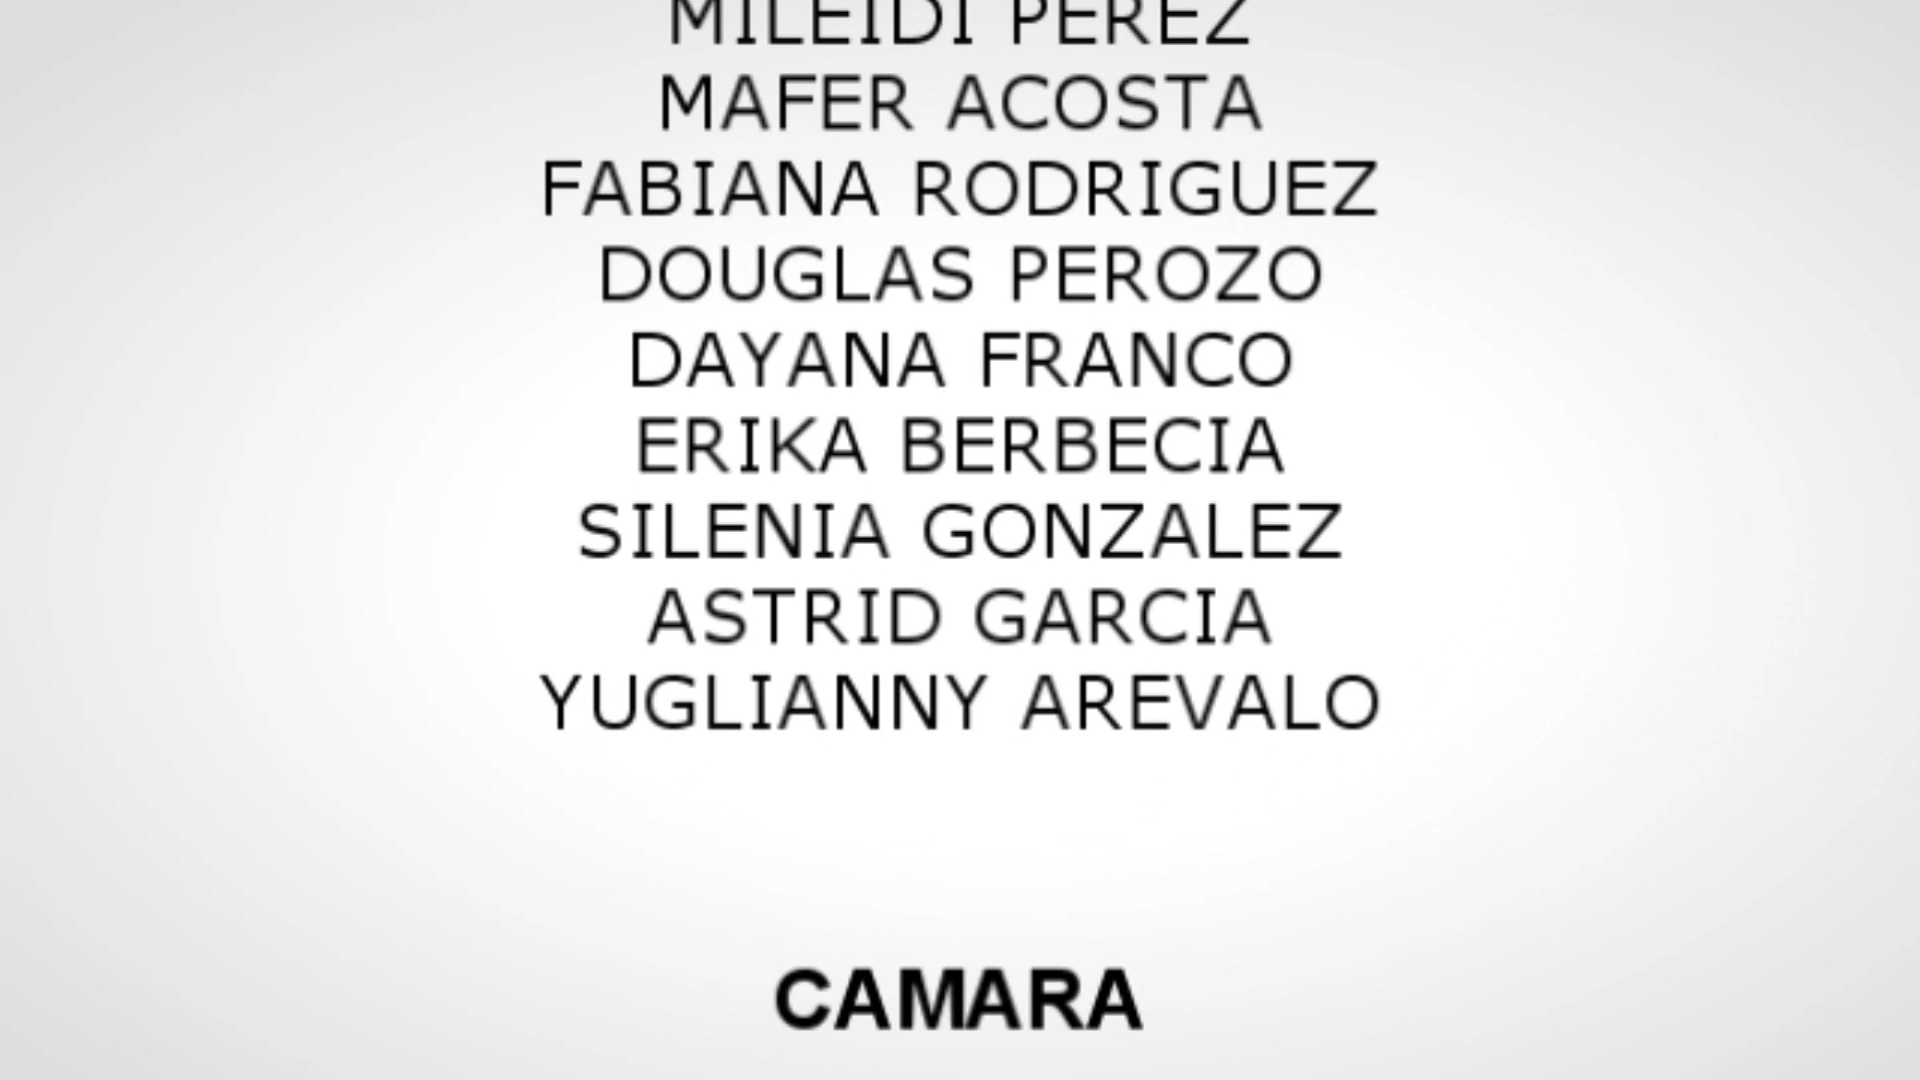 MILEIDI PEREZ
MAFER ACOSTA
FABIANA RODRIGUEZ
DOUGLAS PEROZO
DAYANA FRANCO
ERIKA BERBECIA
SILENIA GONZALEZ
ASTRID GARCIA
YUGLIANNY AREVALO
CAMARA